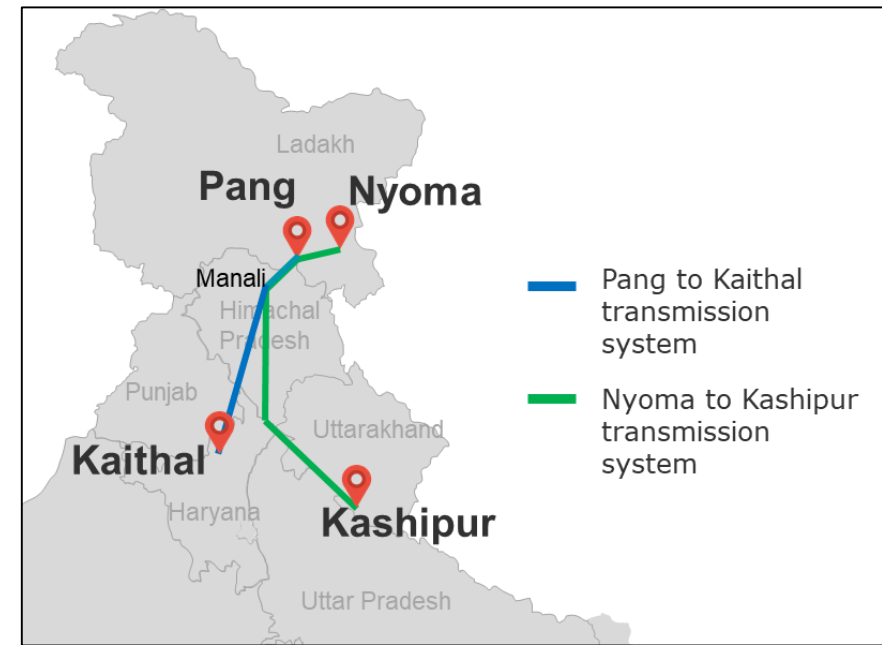 Ladakh
Pang
Nyoma
Manali
Himachal
Pradesh
Punjab
Uttarakhand
Kaithal
Haryana
Kashipur
Uttar Pradesh
Pang to Kaithal
transmission
system
Nyoma to Kashipur
transmission
system